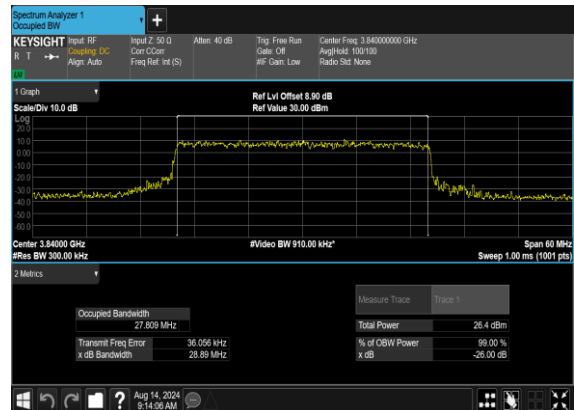 Spectrum Analyzer 1
Occupied BW
KEYSIGHT
R T
LXI
Input: RF
Coupling: DC
Align: Auto
Input Z: 50 Ω
Corr CCorr
Freq Ref: Int (S)
Atten: 40 dB
Trig: Free Run
Gate: Off
#IF Gain: Low
Center Freq: 3.840000000 GHz
Avg|Hold: 100/100
Radio Std: None
1 Graph
Scale/Div 10.0 dB
Ref Lvl Offset 8.90 dB
Ref Value 30.00 dBm
Log
20.0
10.0
0.00
-10.0
-20.0
-30.0
-40.0
-50.0
-60.0
Center 3.84000 GHz
#Res BW 300.00 kHz
#Video BW 910.00 kHz*
Span 60 MHz
Sweep 1.00 ms (1001 pts)
2 Metrics
Measure Trace Trace 1
Occupied Bandwidth
27.809 MHz
Total Power 26.4 dBm
Transmit Freq Error 36.056 kHz
x dB Bandwidth 28.89 MHz
% of OBW Power 99.00 %
x dB -26.00 dB
Aug 14, 2024
9:14:06 AM